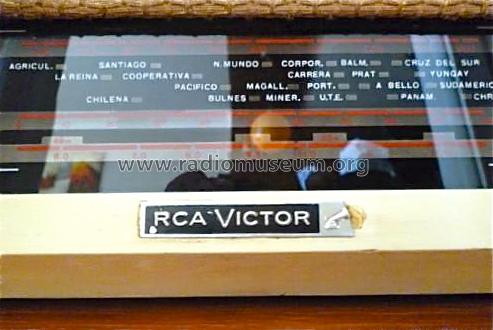 AGRICUL. SANTIAGO N. MUNDO CORPOR. BALM. CRUZ DEL SUR
LA REINA COOPERATIVA CARRERA PRAT YUNGAY
PACIFICO MAGALL. PORT. A BELLO SUDAMERIC
CHILENA BULNES MINER. U.T.E. PANAM. CHR
www.radiomuseum.org
RCA VICTOR